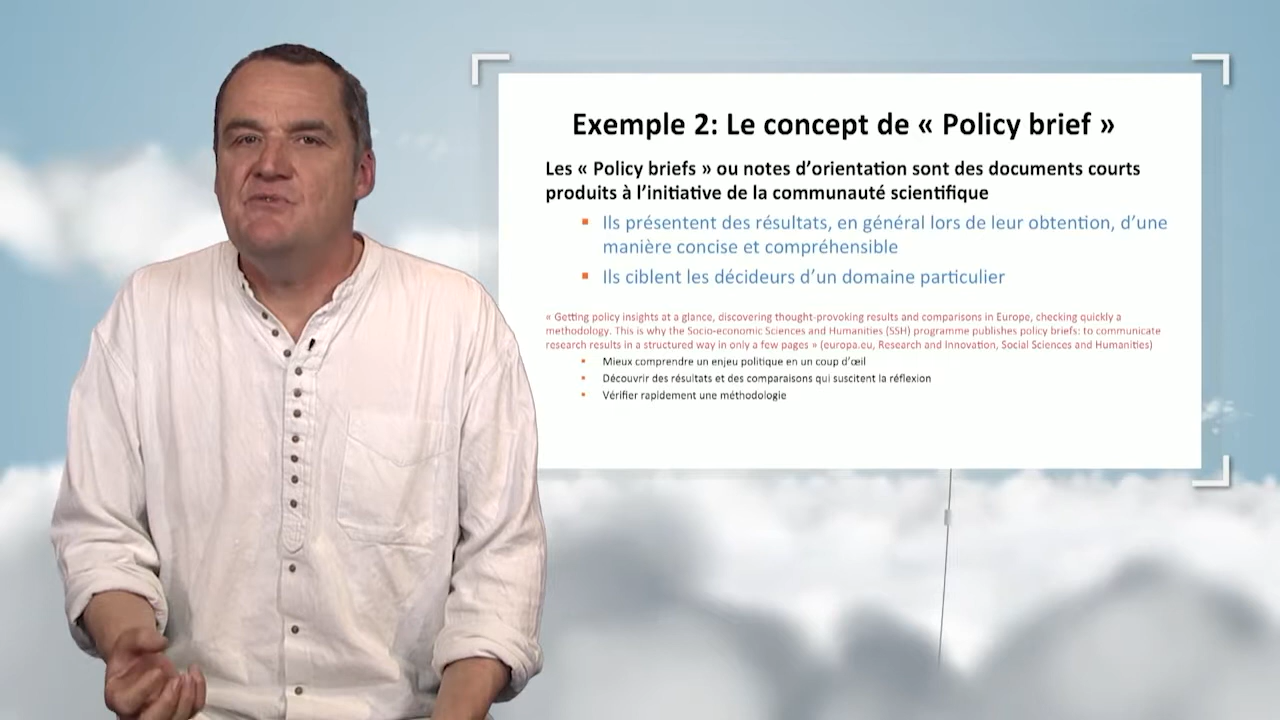 Exemple 2: Le concept de « Policy brief »
Les « Policy briefs » ou notes d’orientation sont des documents courts
produits à l’initiative de la communauté scientifique
Ils présentent des résultats, en général lors de leur obtention, d’une
manière concise et compréhensible
Ils ciblent les décideurs d’un domaine particulier
« Getting policy insights at a glance, discovering thought-provoking results and comparisons in Europe, checking quickly a
methodology. This is why the Socio-economic Sciences and Humanities (SSH) programme publishes policy briefs: to communicate
research results in a structured way in only a few pages » (europa.eu, Research and Innovation, Social Sciences and Humanities)
Mieux comprendre un enjeu politique en un coup d’œil
Découvrir des résultats et des comparaisons qui suscitent la réflexion
Vérifier rapidement une méthodologie